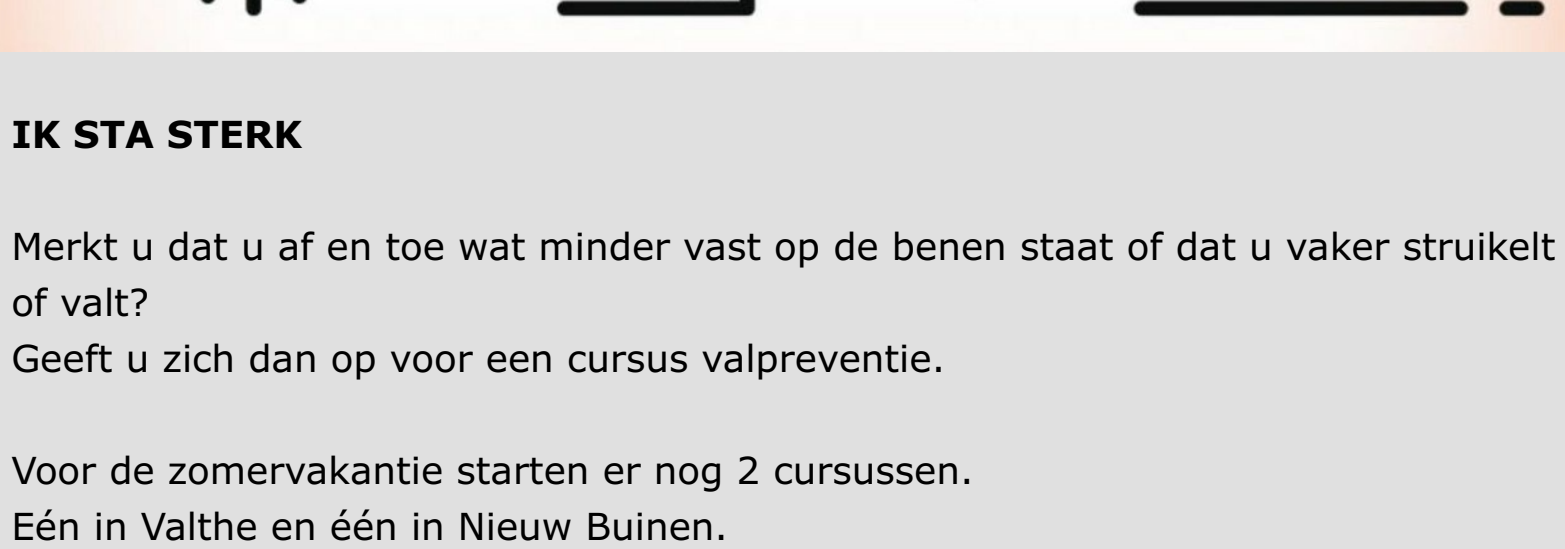 IK STA STERK
Merkt u dat u af en toe wat minder vast op de benen staat of dat u vaker struikelt
of valt?
Geeft u zich dan op voor een cursus valpreventie.
Voor de zomervakantie starten er nog 2 cursussen.
Eén in Valthe en één in Nieuw Buinen.